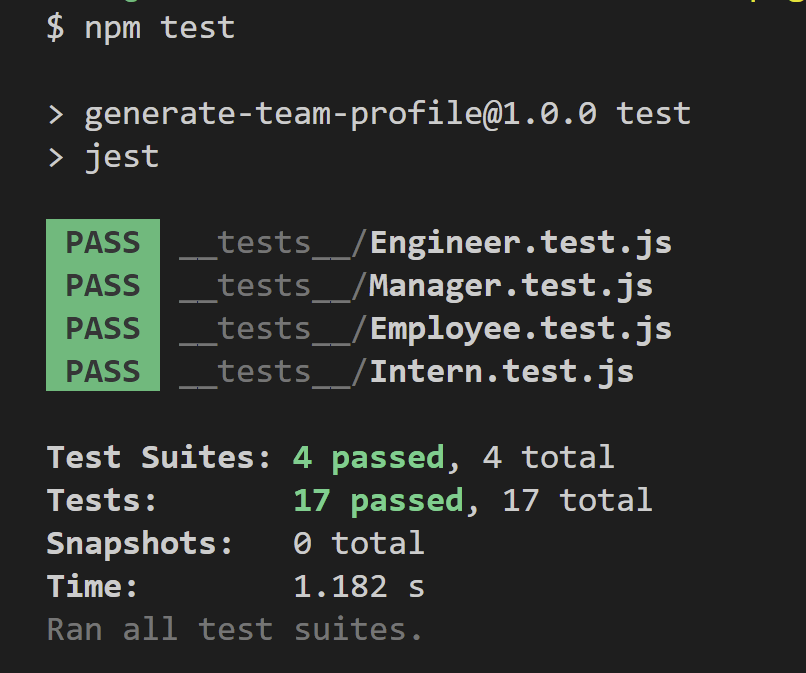 $ npm test
> generate-team-profile@1.0.0 test
> jest
PASS __tests__/Engineer.test.js
PASS __tests__/Manager.test.js
PASS __tests__/Employee.test.js
PASS __tests__/Intern.test.js
Test Suites: 4 passed, 4 total
Tests: 17 passed, 17 total
Snapshots: 0 total
Time: 1.182 s
Ran all test suites.